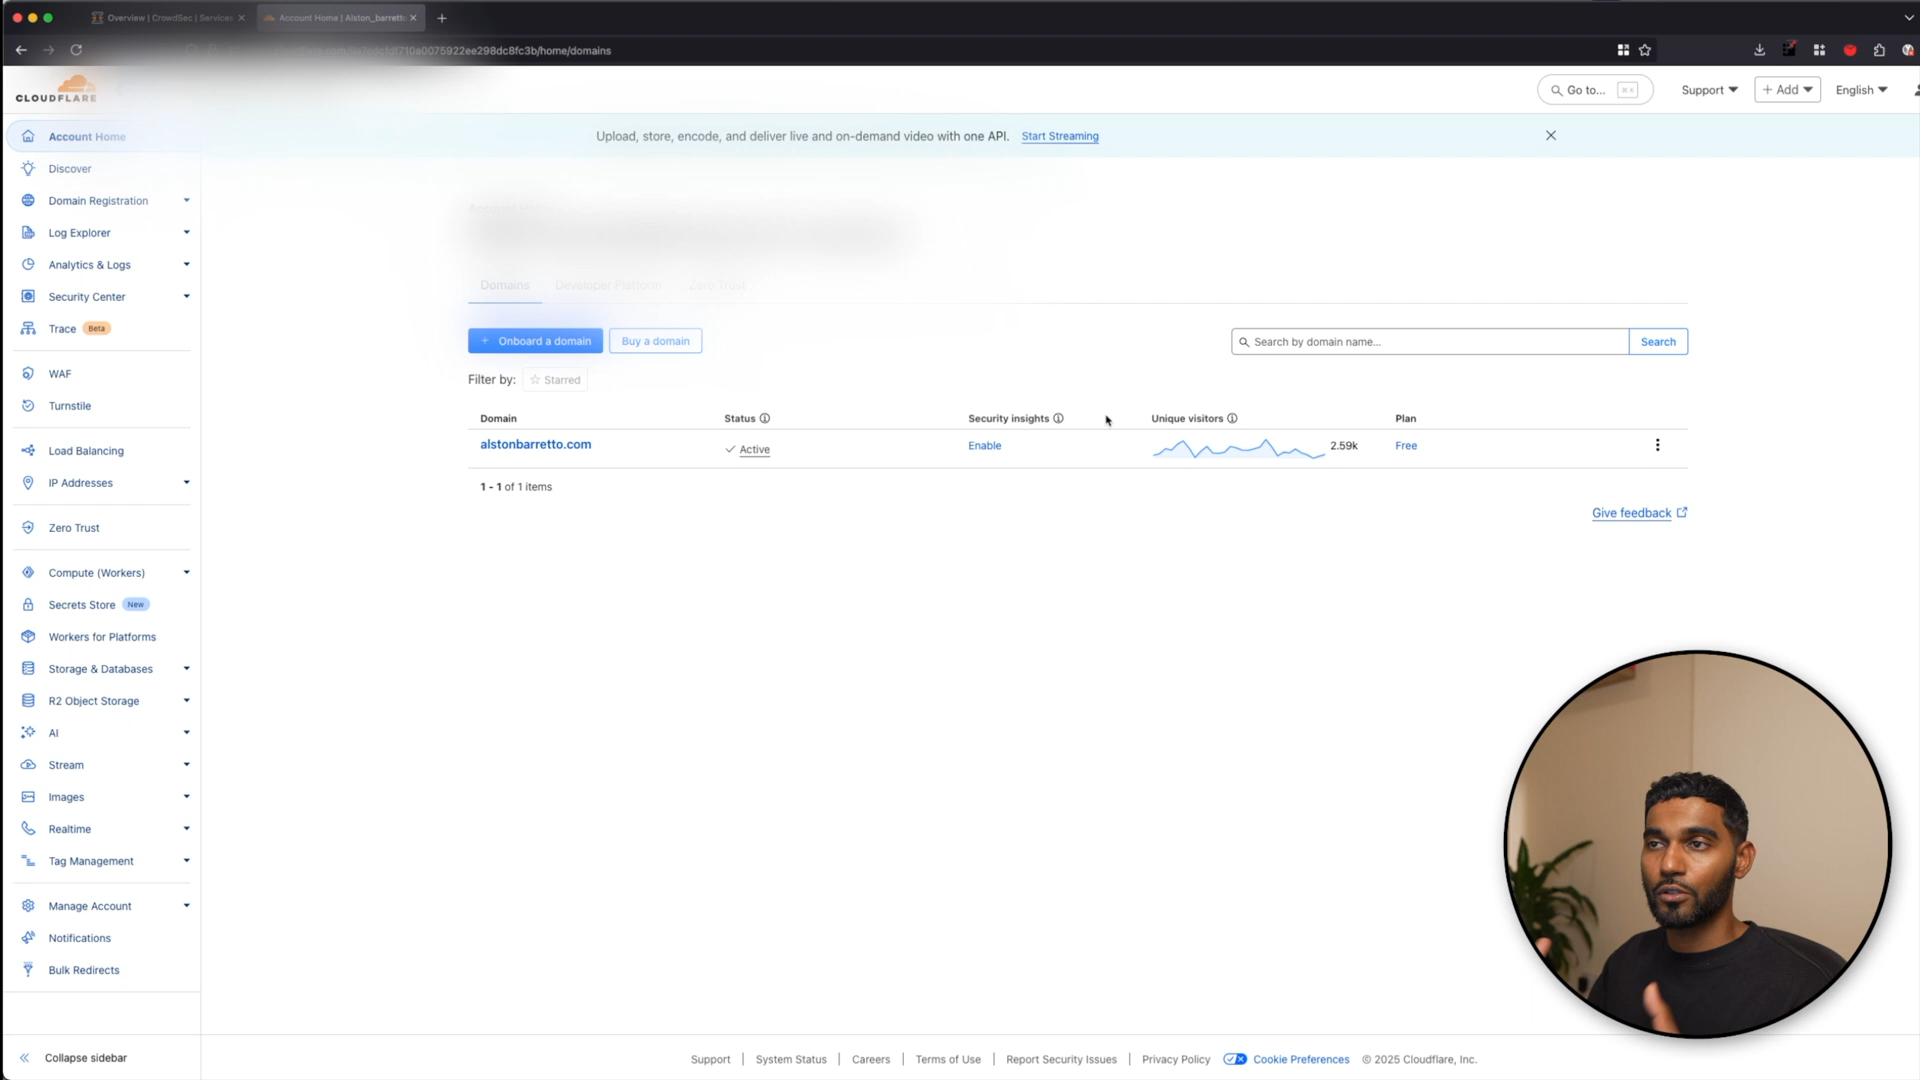 Overview | CrowdSec | Services
Account Home | Alston_barretto
710a0075922ee298dc8fc3b/home/domains
CLOUDFLARE
Go to...
Support
+ Add
English
Upload, store, encode, and deliver live and on-demand video with one API. Start Streaming
Account Home
Discover
Domain Registration
Log Explorer
Analytics & Logs
Security Center
Trace Beta
WAF
Turnstile
Load Balancing
IP Addresses
Zero Trust
Compute (Workers)
Secrets Store New
Workers for Platforms
Storage & Databases
R2 Object Storage
AI
Stream
Images
Realtime
Tag Management
Manage Account
Notifications
Bulk Redirects
Collapse sidebar
Domains Developer Platform Zero Trust
+ Onboard a domain
Buy a domain
Search by domain name...
Search
Filter by: Starred
Domain Status Security insights Unique visitors Plan
alstonbarretto.com Active Enable 2.59k Free
1 - 1 of 1 items
Give feedback
Support | System Status | Careers | Terms of Use | Report Security Issues | Privacy Policy Cookie Preferences © 2025 Cloudflare, Inc.